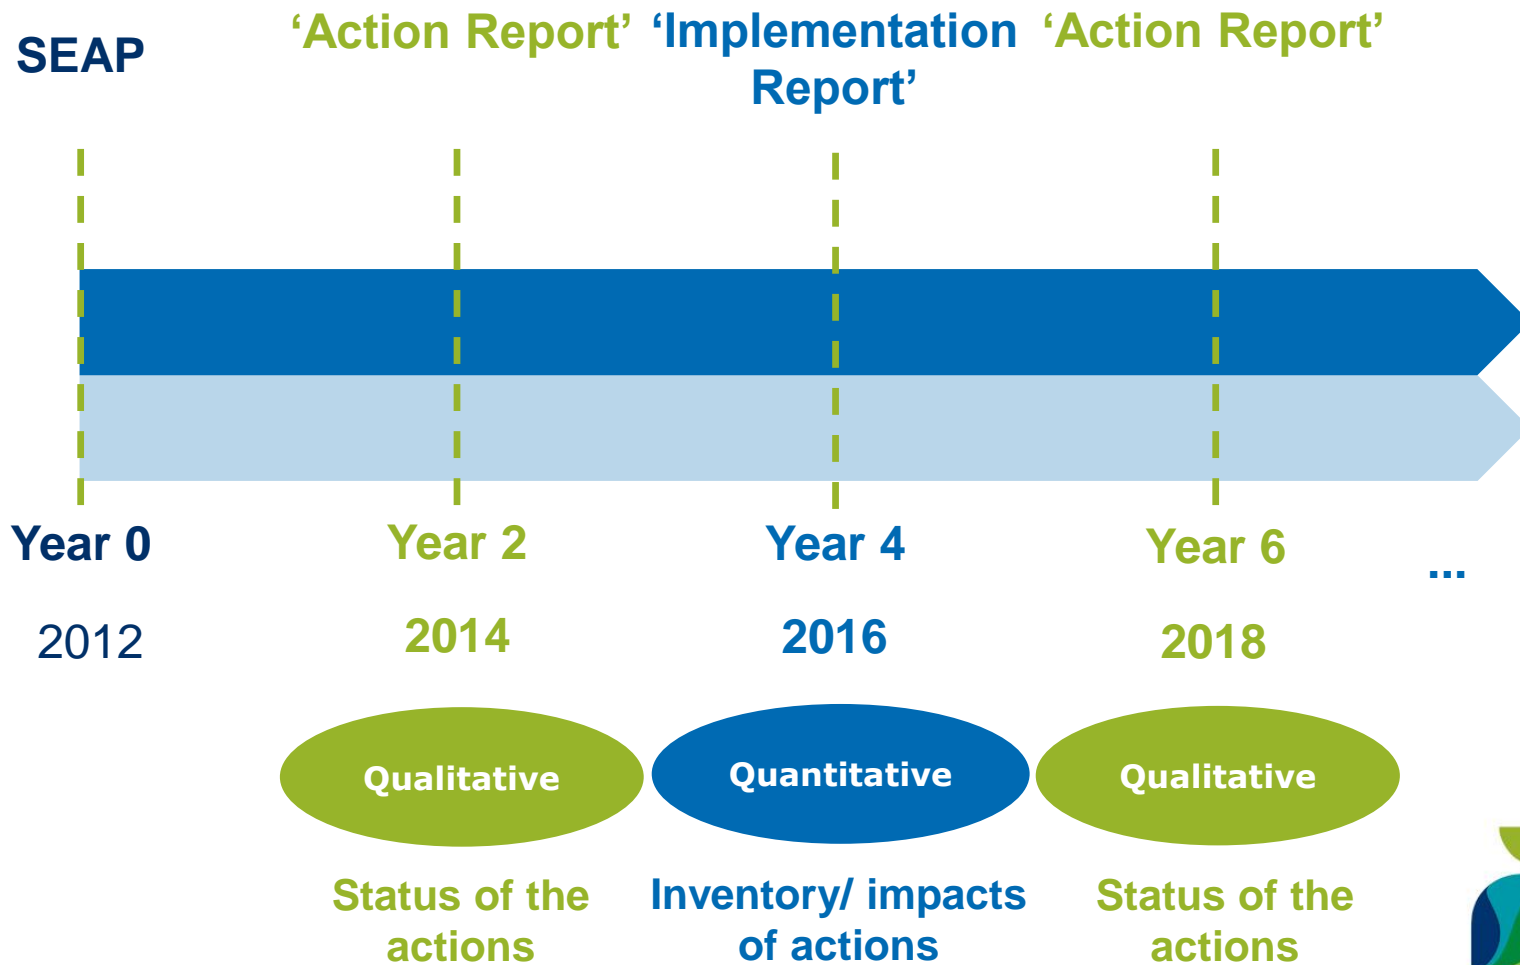 SEAP
‘Action Report’
‘Implementation
Report’
‘Action Report’
Year 0
Year 2
Year 4
Year 6
...
2012
2014
2016
2018
Qualitative
Quantitative
Qualitative
Status of the
actions
Inventory/ impacts
of actions
Status of the
actions